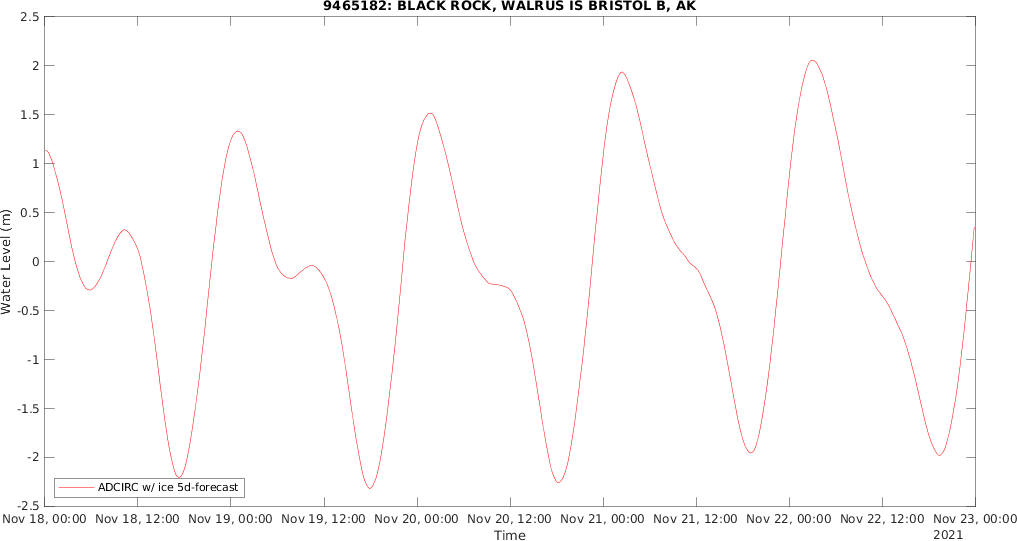 9465182: BLACK ROCK, WALRUS IS BRISTOL B, AK
2.5
2
1.5
1
0.5
0
-0.5
-1
-1.5
-2
-2.5
Water Level (m)
ADCIRC w/ ice 5d-forecast
Nov 18, 00:00 Nov 18, 12:00 Nov 19, 00:00 Nov 19, 12:00 Nov 20, 00:00 Nov 20, 12:00 Nov 21, 00:00 Nov 21, 12:00 Nov 22, 00:00 Nov 22, 12:00 Nov 23, 00:00
Time
2021